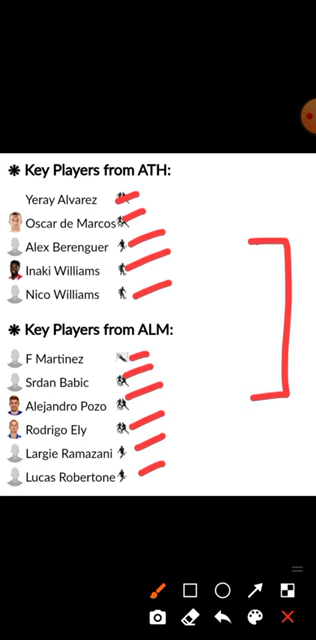 ✱ Key Players from ATH:
Yeray Alvarez
Oscar de Marcos
Alex Berenguer
Inaki Williams
Nico Williams
✱ Key Players from ALM:
F Martinez
Srdan Babic
Alejandro Pozo
Rodrigo Ely
Largie Ramazani
Lucas Robertone